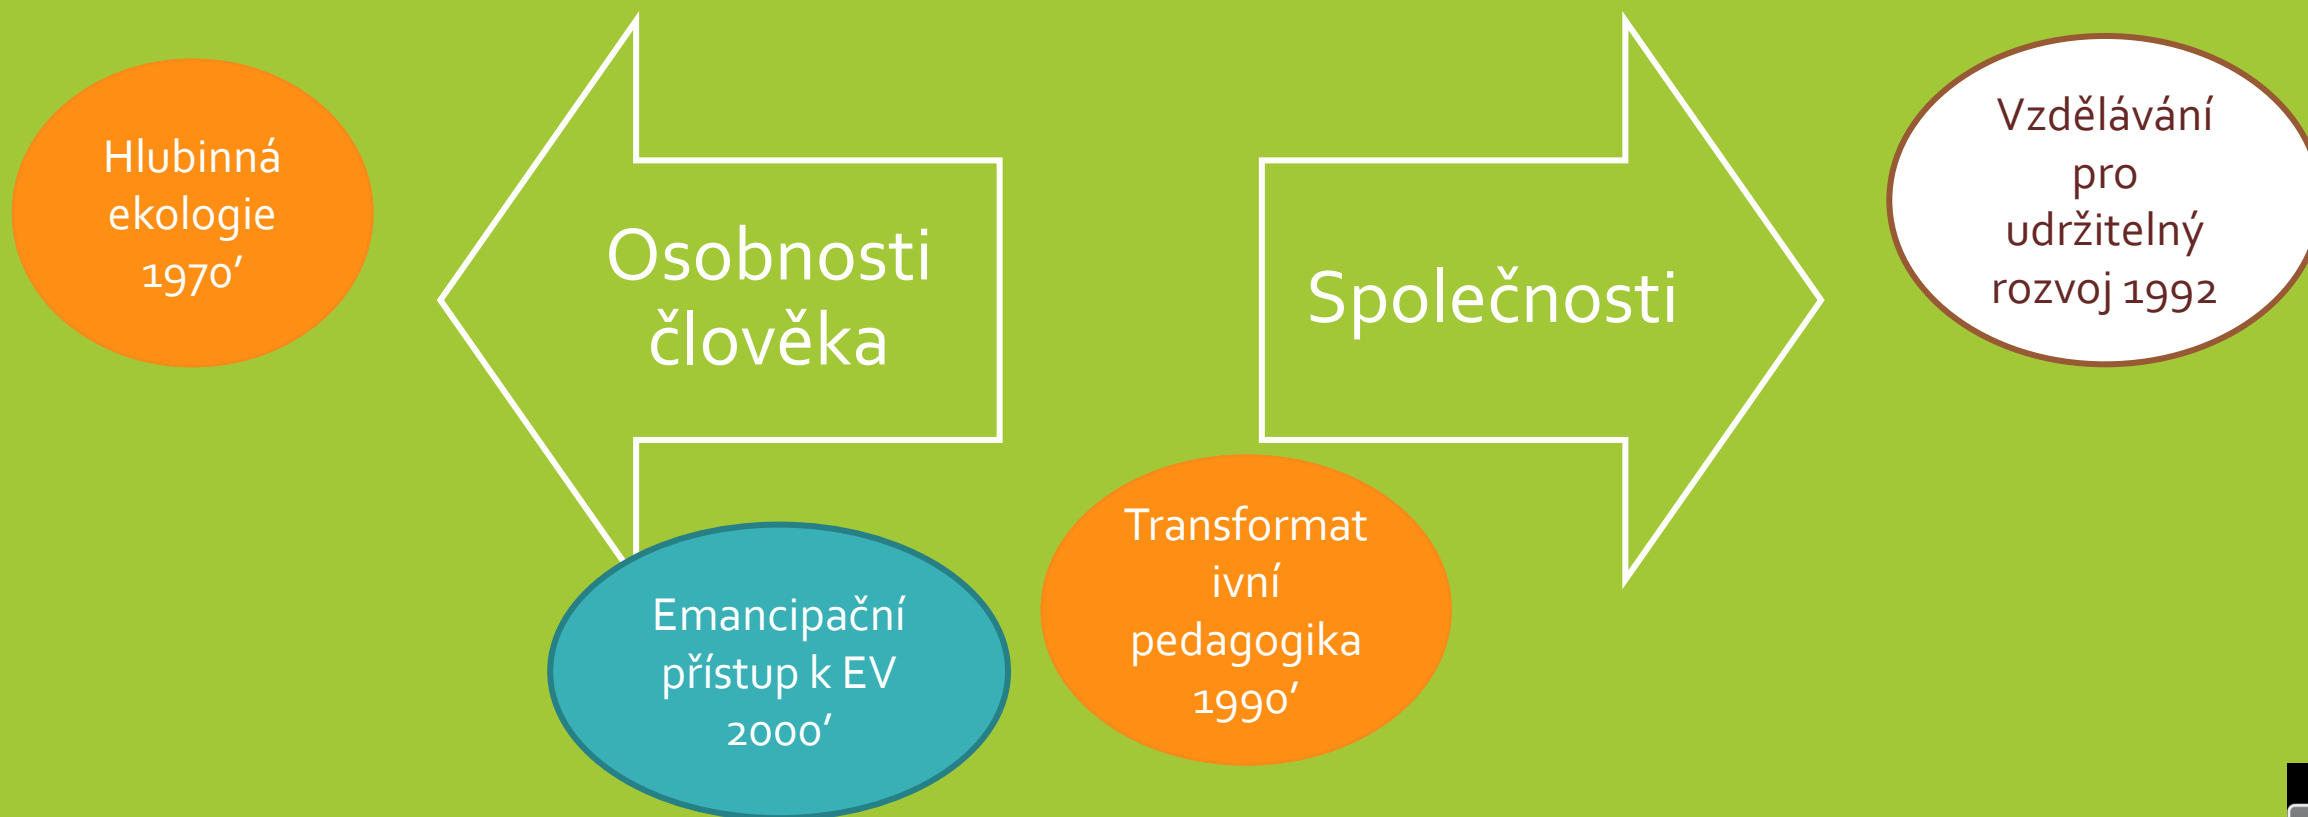 Hlubinná
ekologie
1970′
Osobnosti
člověka
Společnosti
Vzdělávání
pro
udržitelný
rozvoj 1992
Emancipační
přístup k EV
2000′
Transformat
ivní
pedagogika
1990′